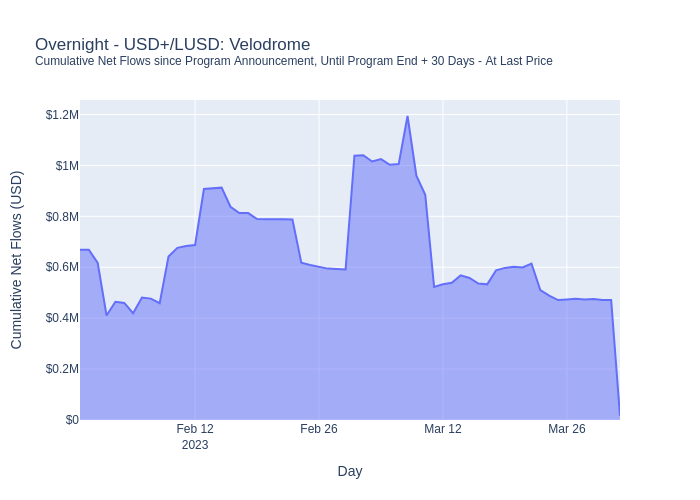 Overnight - USD+/LUSD: Velodrome
Cumulative Net Flows since Program Announcement, Until Program End + 30 Days - At Last Price
Cumulative Net Flows (USD)
$1.2M
$1M
$0.8M
$0.6M
$0.4M
$0.2M
$0
Feb 12
2023
Feb 26
Mar 12
Mar 26
Day